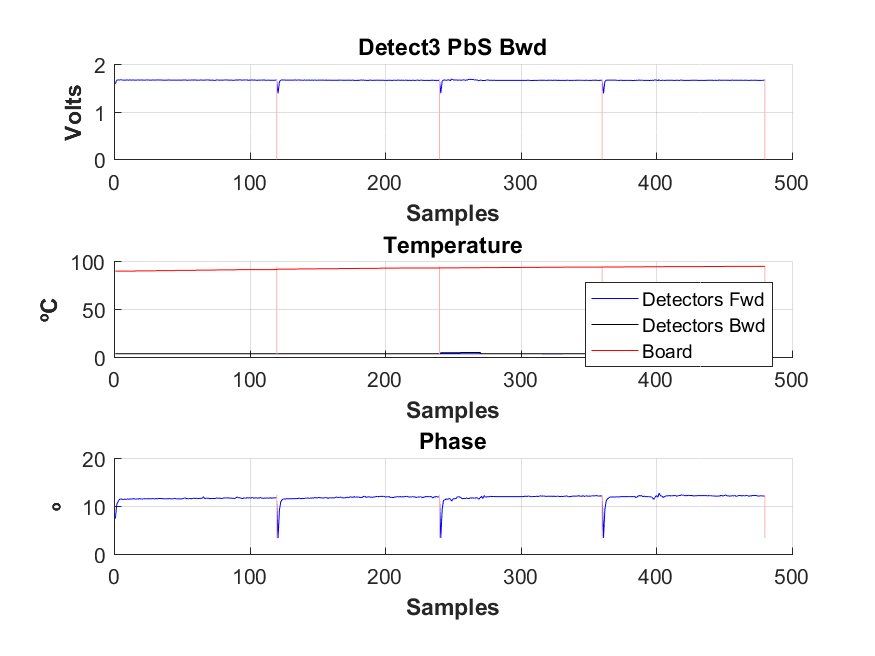 Detect3 PbS Bwd
2
1
0
Volts
0 100 200 300 400 500
Samples
Temperature
100
50
0
ºC
Detectors Fwd
Detectors Bwd
Board
0 100 200 300 400 500
Samples
Phase
20
10
0
º
0 100 200 300 400 500
Samples